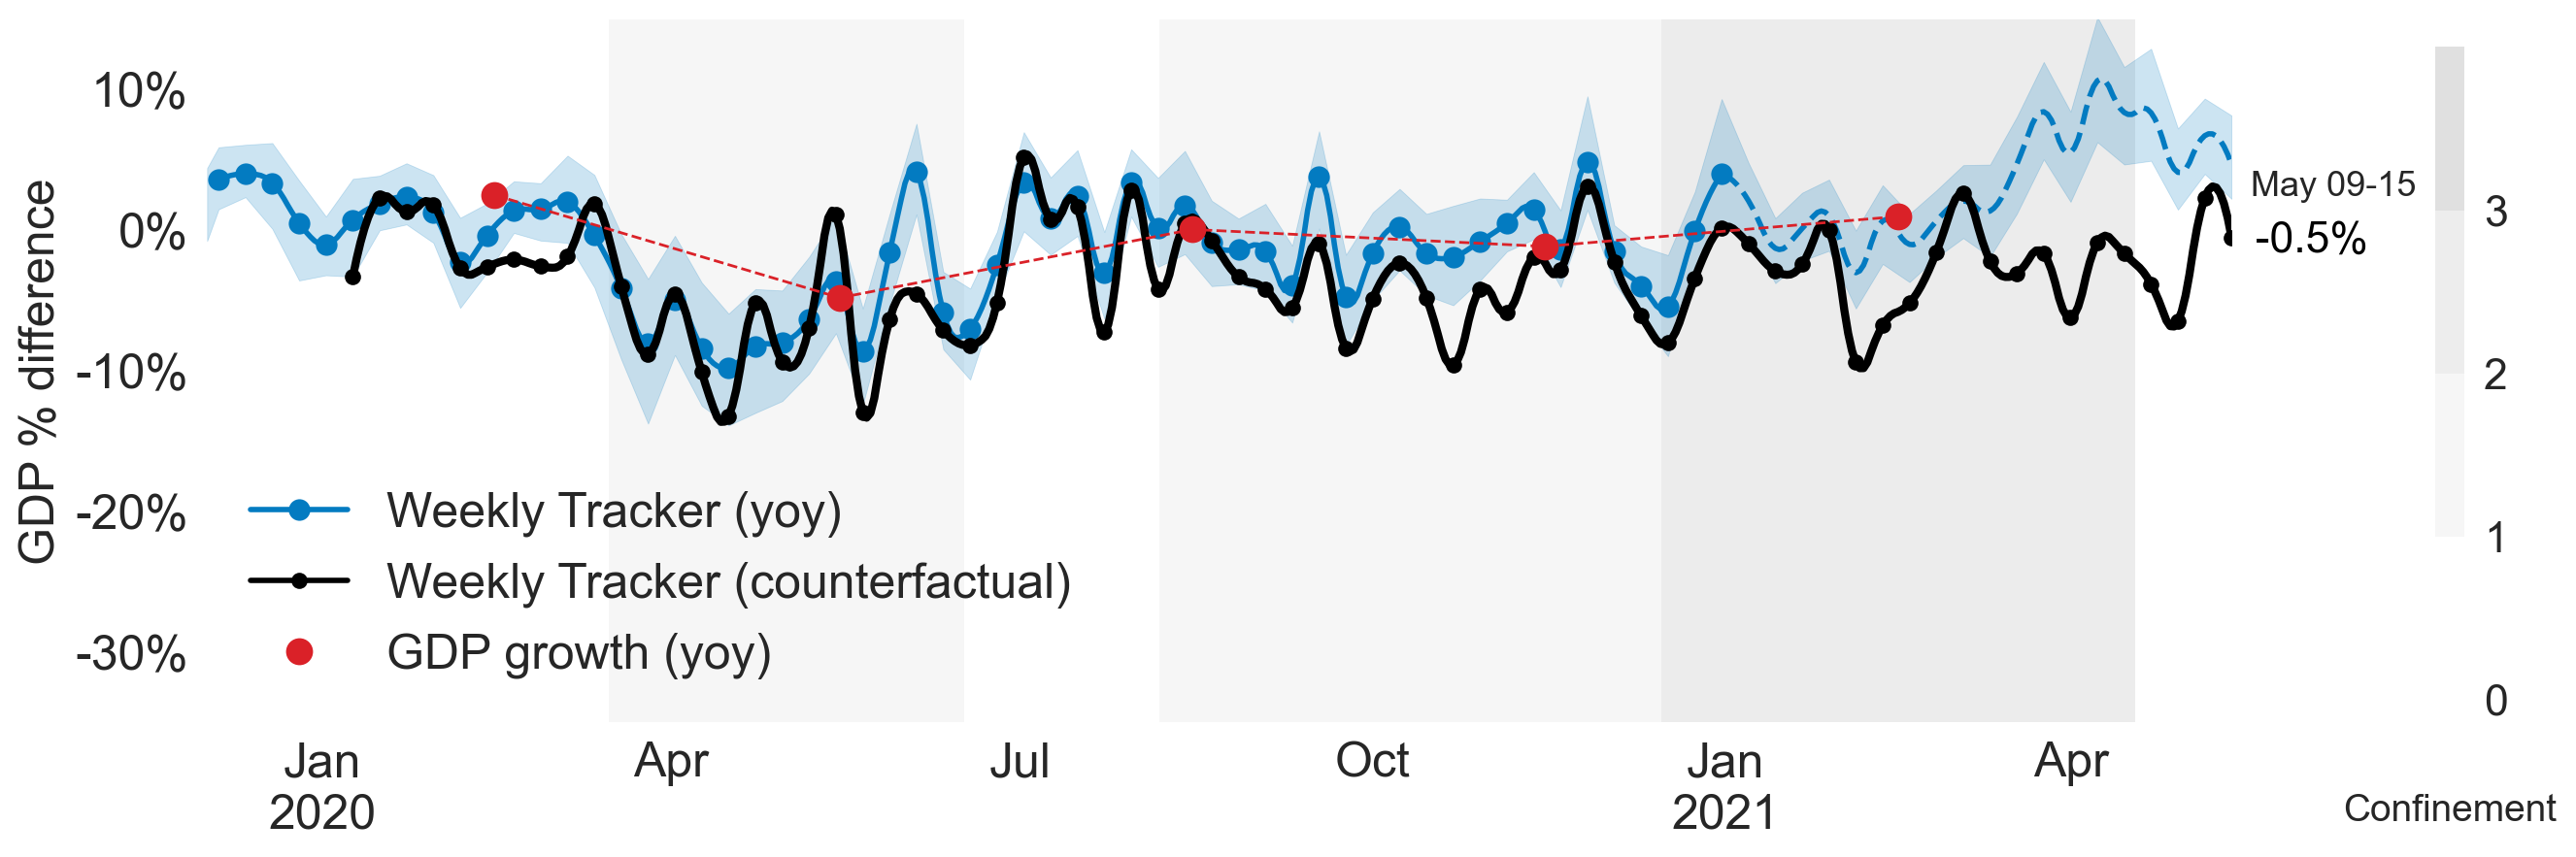 GDP % difference
10%
0%
-10%
-20%
-30%
Weekly Tracker (yoy)
Weekly Tracker (counterfactual)
GDP growth (yoy)
May 09-15
-0.5%
3
2
1
0
Jan
2020
Apr
Jul
Oct
Jan
2021
Apr
Confinement